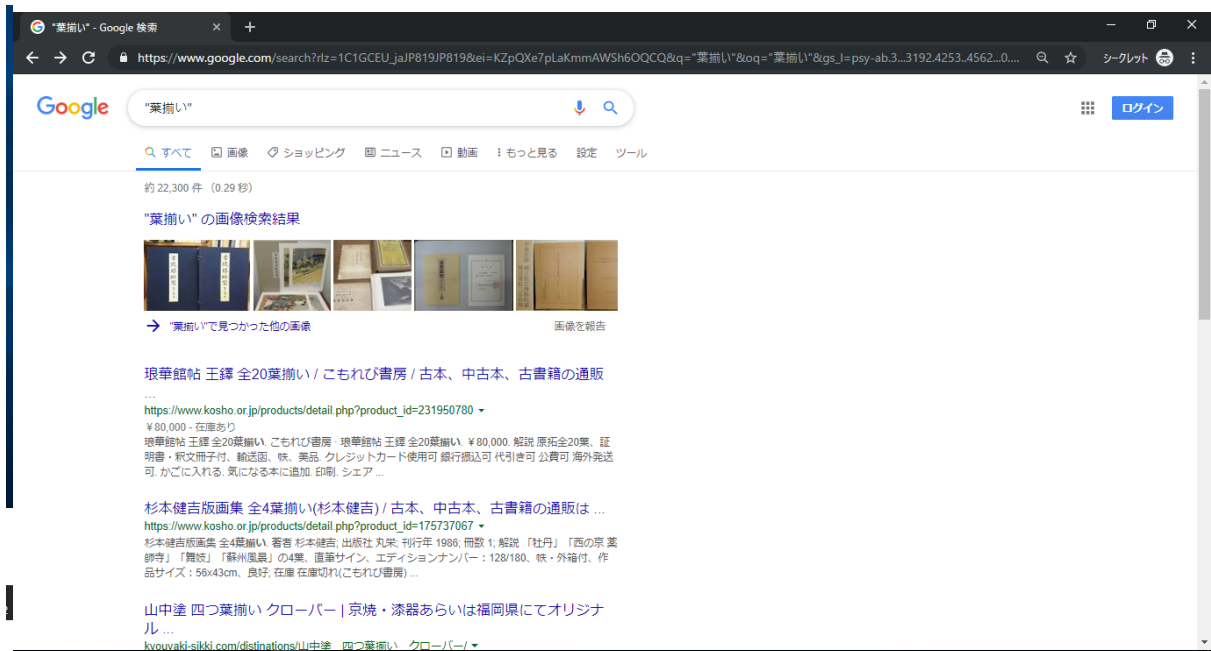 "葉揃い" - Google 検索
https://www.google.com/search?rlz=1C1GCEU_jaJP819JP819&ei=KZpQXe7pLaKmmAWSh6OQCQ&q="葉揃い"&oq="葉揃い"&gs_l=psy-ab.3...3192.4253..4562...0....
シークレット
Google
"葉揃い"
ログイン
すべて 画像 ショッピング ニュース 動画 もっと見る 設定 ツール
約 22,300 件 (0.29 秒)
"葉揃い" の画像検索結果
"葉揃い"で見つかった他の画像 画像を報告
琅華館帖 王鐸 全20葉揃い / こもれび書房 / 古本、中古本、古書籍の通販
...
https://www.kosho.or.jp/products/detail.php?product_id=231950780
￥80,000 - 在庫あり
琅華館帖 王鐸 全20葉揃い. こもれび書房 · 琅華館帖 王鐸 全20葉揃い. ￥80,000. 解説 原拓全20葉、証
明書・釈文冊子付、輸送函、帙、美品. クレジットカード使用可 銀行振込可 代引き可 公費可 海外発送
可. かごに入れる. 気になる本に追加. 印刷. シェア ...
杉本健吉版画集 全4葉揃い(杉本健吉) / 古本、中古本、古書籍の通販は ...
https://www.kosho.or.jp/products/detail.php?product_id=175737067
杉本健吉版画集 全4葉揃い. 著者 杉本健吉; 出版社 丸栄; 刊行年 1986; 冊数 1; 解説 「牡丹」「西の京 薬
師寺」「舞妓」「蘇州風景」の4葉、直筆サイン、エディションナンバー：128/180、帙・外箱付、作
品サイズ：56x43cm、良好; 在庫 在庫切れ(こもれび書房) ...
山中塗 四つ葉揃い クローバー | 京焼・漆器あらいは福岡県にてオリジナ
ル ...
kyouyaki-sikki.com/distinations/山中塗　四つ葉揃い　クローバー/